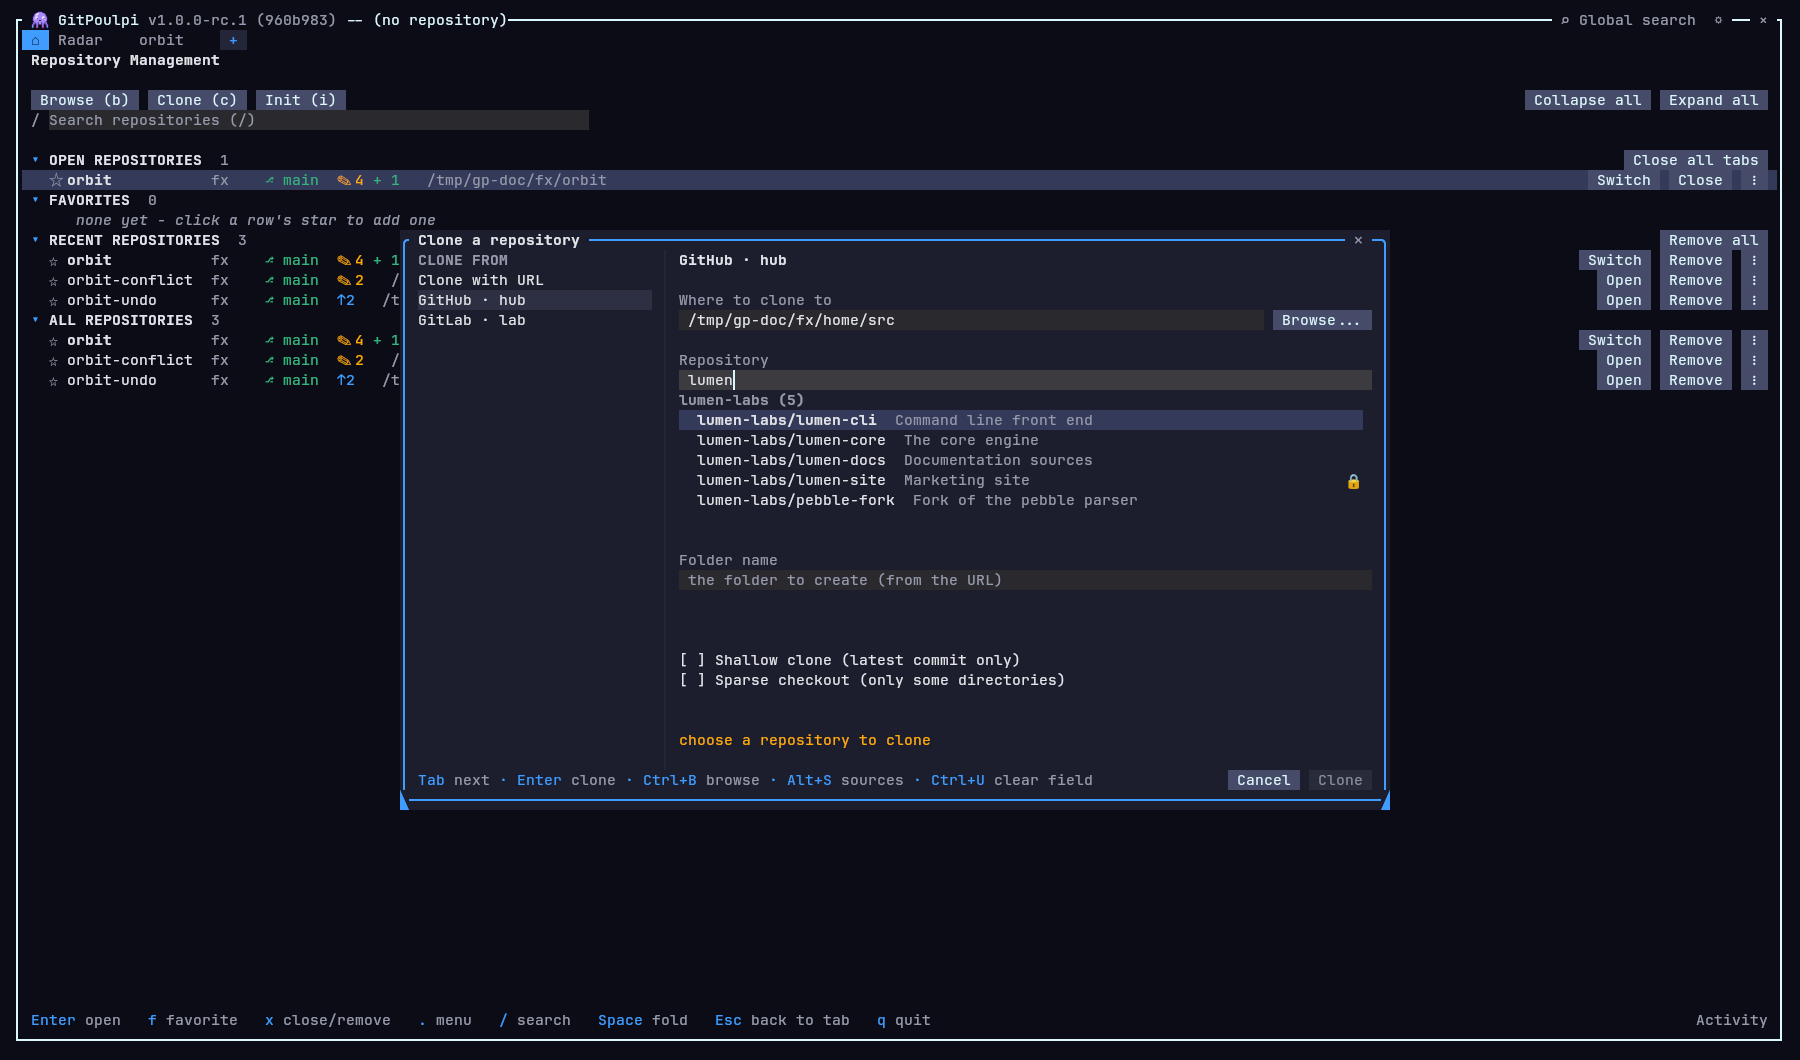 GitPoulpi v1.0.0-rc.1 (960b983) —— (no repository) ⌕ Global search ☼ ×
⌂ Radar orbit +
Repository Management
Browse (b) Clone (c) Init (i) Collapse all Expand all
/ Search repositories (/)
▾ OPEN REPOSITORIES 1 Close all tabs
☆ orbit fx ⎇ main ✎4 + 1 /tmp/gp-doc/fx/orbit Switch Close ⋮
▾ FAVORITES 0
none yet - click a row's star to add one
▾ RECENT REPOSITORIES 3 Remove all
☆ orbit fx ⎇ main ✎4 + 1 Switch Remove ⋮
☆ orbit-conflict fx ⎇ main ✎2 / Open Remove ⋮
☆ orbit-undo fx ⎇ main ↑2 /t Open Remove ⋮
▾ ALL REPOSITORIES 3
☆ orbit fx ⎇ main ✎4 + 1 Switch Remove ⋮
☆ orbit-conflict fx ⎇ main ✎2 / Open Remove ⋮
☆ orbit-undo fx ⎇ main ↑2 /t Open Remove ⋮
Clone a repository ×
CLONE FROM
Clone with URL
GitHub · hub
GitLab · lab
GitHub · hub
Where to clone to
/tmp/gp-doc/fx/home/src Browse...
Repository
lumen
lumen-labs (5)
lumen-labs/lumen-cli Command line front end
lumen-labs/lumen-core The core engine
lumen-labs/lumen-docs Documentation sources
lumen-labs/lumen-site Marketing site 🔒
lumen-labs/pebble-fork Fork of the pebble parser
Folder name
the folder to create (from the URL)
[ ] Shallow clone (latest commit only)
[ ] Sparse checkout (only some directories)
choose a repository to clone
Tab next · Enter clone · Ctrl+B browse · Alt+S sources · Ctrl+U clear field Cancel Clone
Enter open f favorite x close/remove . menu / search Space fold Esc back to tab q quit Activity